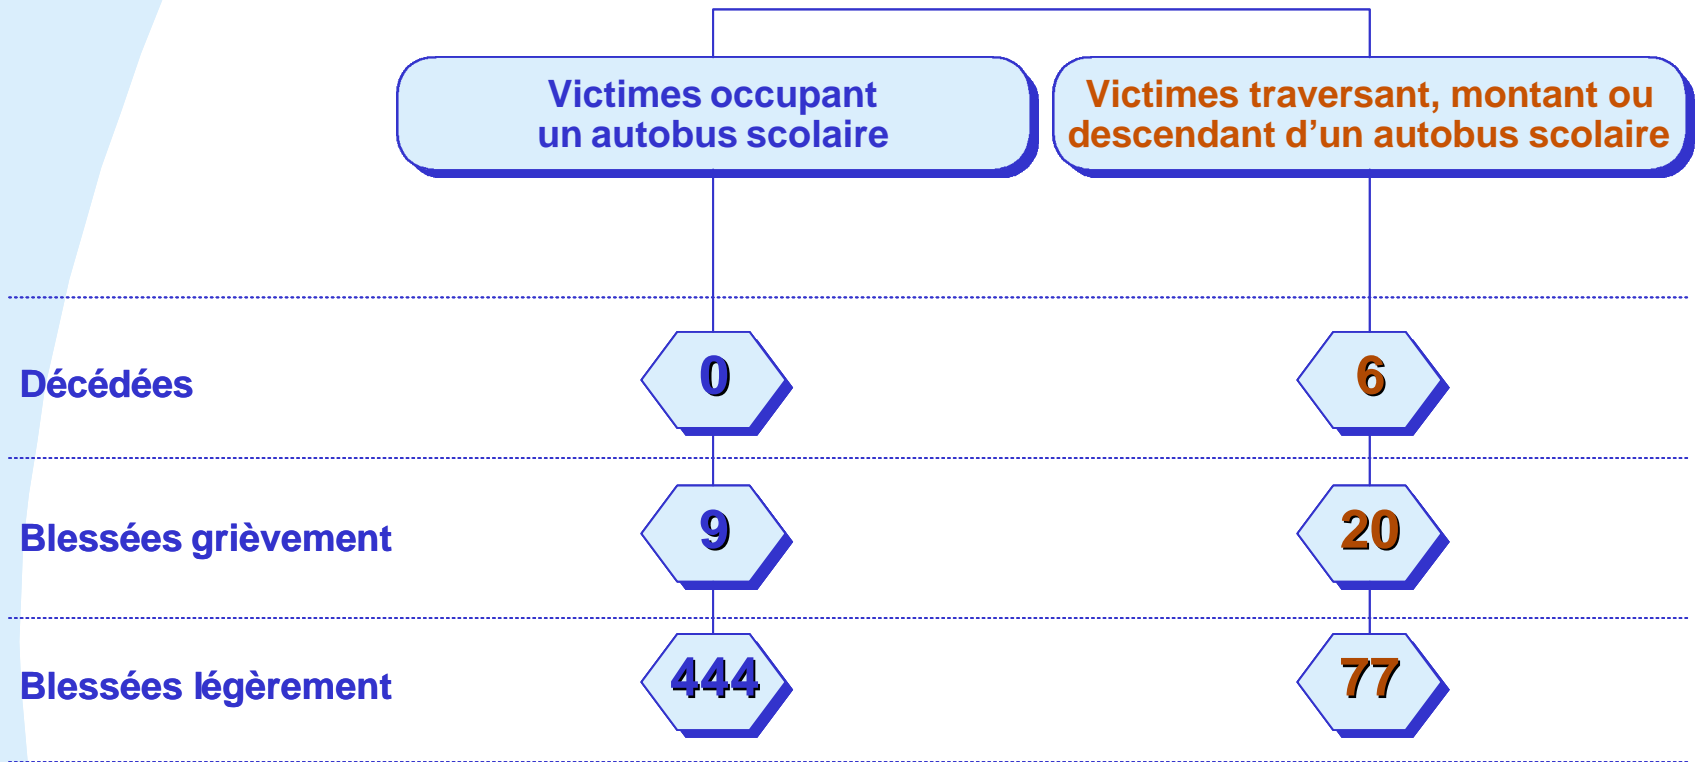 Victimes occupant
un autobus scolaire
Victimes traversant, montant ou
descendant d’un autobus scolaire
Décédées
0
6
Blessées grièvement
9
20
Blessées légèrement
444
77